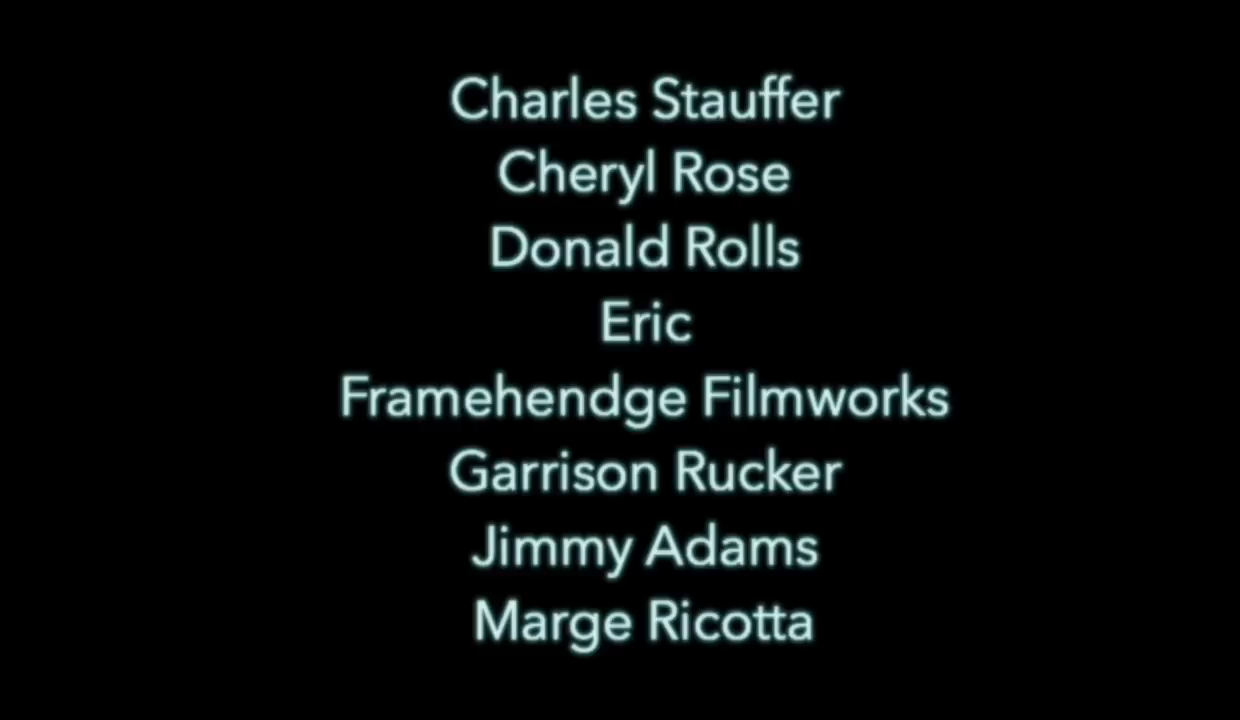 Charles Stauffer
Cheryl Rose
Donald Rolls
Eric
Framehendge Filmworks
Garrison Rucker
Jimmy Adams
Marge Ricotta